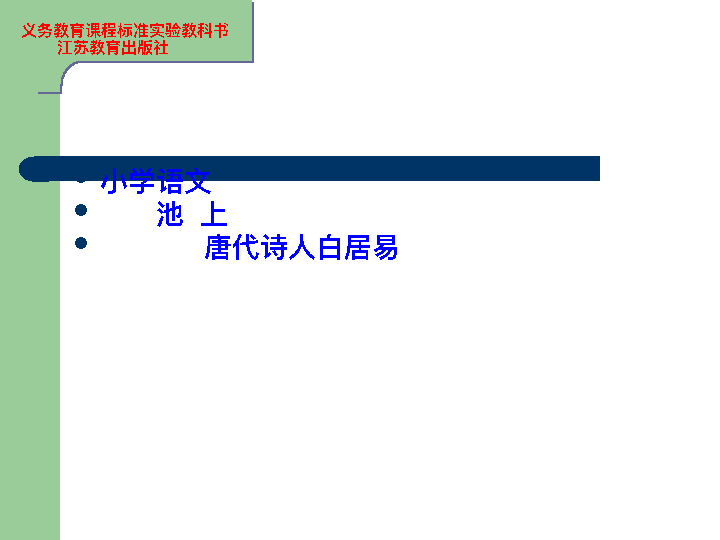 义务教育课程标准实验教科书
江苏教育出版社
小学语文
池 上
唐代诗人白居易